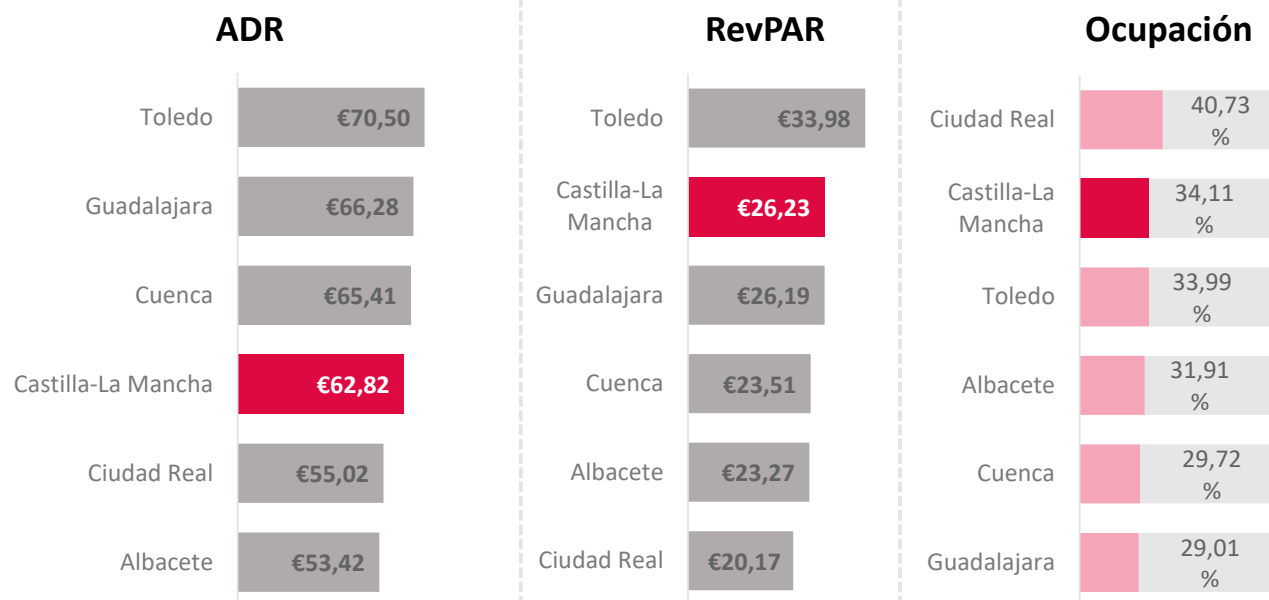 ADR
Toledo €70,50
Guadalajara €66,28
Cuenca €65,41
Castilla-La Mancha €62,82
Ciudad Real €55,02
Albacete €53,42
RevPAR
Toledo €33,98
Castilla-La
Mancha €26,23
Guadalajara €26,19
Cuenca €23,51
Albacete €23,27
Ciudad Real €20,17
Ocupación
Ciudad Real 40,73
%
Castilla-La
Mancha 34,11
%
Toledo 33,99
%
Albacete 31,91
%
Cuenca 29,72
%
Guadalajara 29,01
%